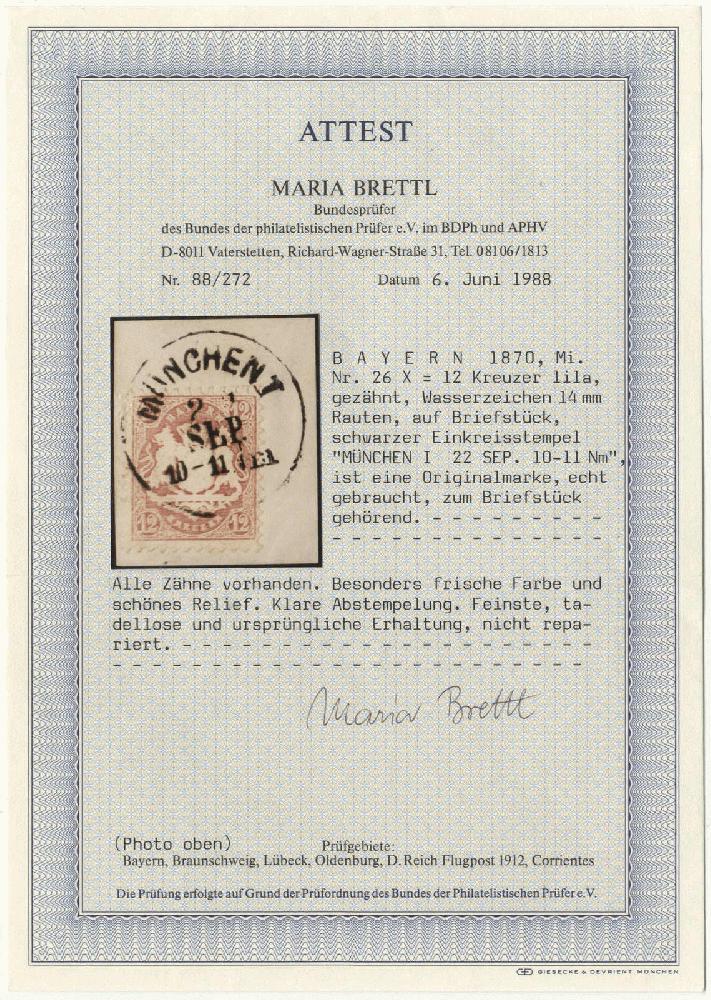 ATTEST
MARIA BRETTL
Bundesprüfer
des Bundes der philatelistischen Prüfer e.V. im BDPh und APHV
D-8011 Vaterstetten, Richard-Wagner-Straße 31, Tel. 08106/1813
Nr. 88/272 Datum 6. Juni 1988
MÜNCHEN I
SEP.
10-11
12 12
B A Y E R N 1870, Mi.
Nr. 26 X = 12 Kreuzer lila,
gezähnt, Wasserzeichen 14 mm
Rauten, auf Briefstück,
schwarzer Einkreisstempel
"MÜNCHEN I 22 SEP. 10-11 Nm",
ist eine Originalmarke, echt
gebraucht, zum Briefstück
gehörend. - - - - - - - - -
- - - - - - - - - - - - - -
Alle Zähne vorhanden. Besonders frische Farbe und
schönes Relief. Klare Abstempelung. Feinste, ta-
dellose und ursprüngliche Erhaltung, nicht repa-
riert. - - - - - - - - - - - - - - - - - - - - -
- - - - - - - - - - - - - - - - - - - - - - - -
Maria Brettl
(Photo oben) Prüfgebiete:
Bayern, Braunschweig, Lübeck, Oldenburg, D. Reich Flugpost 1912, Corrientes
Die Prüfung erfolgte auf Grund der Prüfordnung des Bundes der Philatelistischen Prüfer e.V.
GIESECKE & DEVRIENT MÜNCHEN